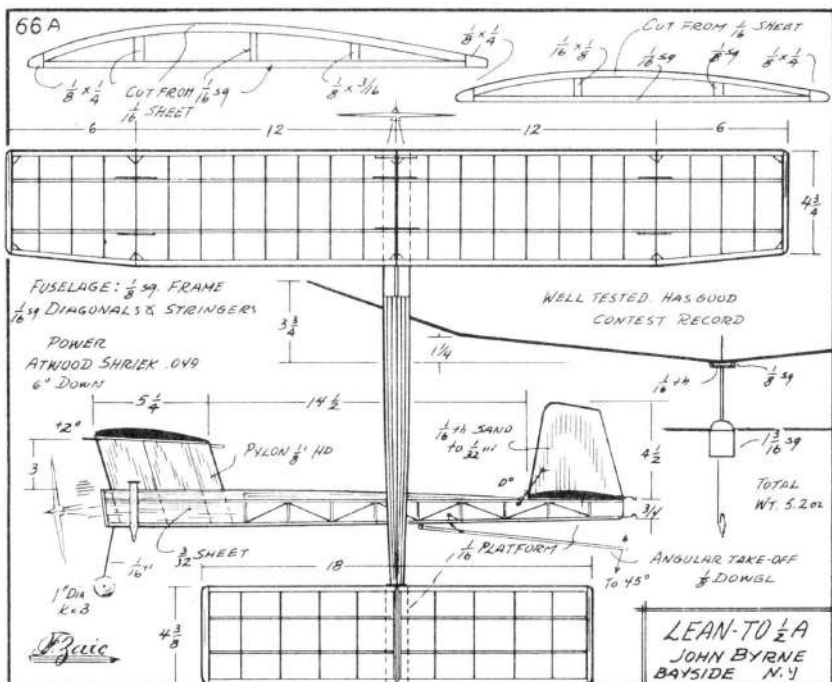 66A
1/8 x 1/4
CUT FROM 1/16 SHEET
1/16 sq
1/8 x 3/16
1/8 x 1/4
1/16 x 1/8
CUT FROM 1/16 SHEET
1/16 sq
1/8 sq
1/8 x 1/4
6
12
12
6
4 3/4
FUSELAGE: 1/8 sq. FRAME
1/16 sq DIAGONALS & STRINGERS
3 3/4
WELL TESTED. HAS GOOD
CONTEST RECORD
1 1/4
1/16 th
1/8 sq
POWER
ATWOOD SHRIEK .049
6° DOWN
5 1/4
14 1/2
+2°
3
PYLON 1/8" HD
1/16 th SAND
to 1/32"
0°
4 1/2
1 3/16 sq
TOTAL
WT. 5.2 oz
3/4
3/32 SHEET
1/16 PLATFORM
1/16"
ANGULAR TAKE-OFF
1/8 DOWEL
To 45°
1" Dia
K x B
18
4 3/8
F. Zaic
LEAN-TO 1/2 A
JOHN BYRNE
BAYSIDE N.Y